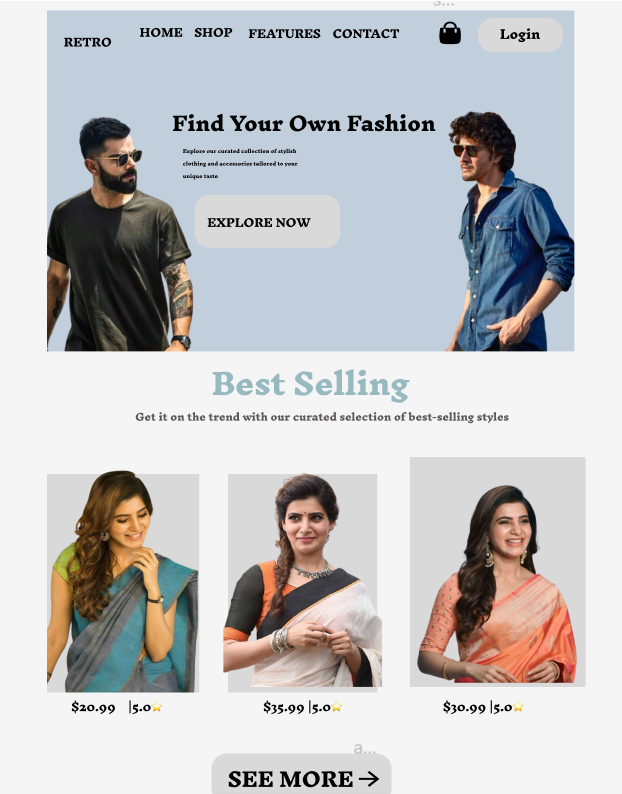 s...
RETRO HOME SHOP FEATURES CONTACT Login
Find Your Own Fashion
Explore our curated collection of stylish
clothing and accessories tailored to your
unique taste
EXPLORE NOW
Best Selling
Get it on the trend with our curated selection of best-selling styles
$20.99 |5.0⭐ $35.99 |5.0⭐ $30.99 |5.0⭐
a...
SEE MORE →